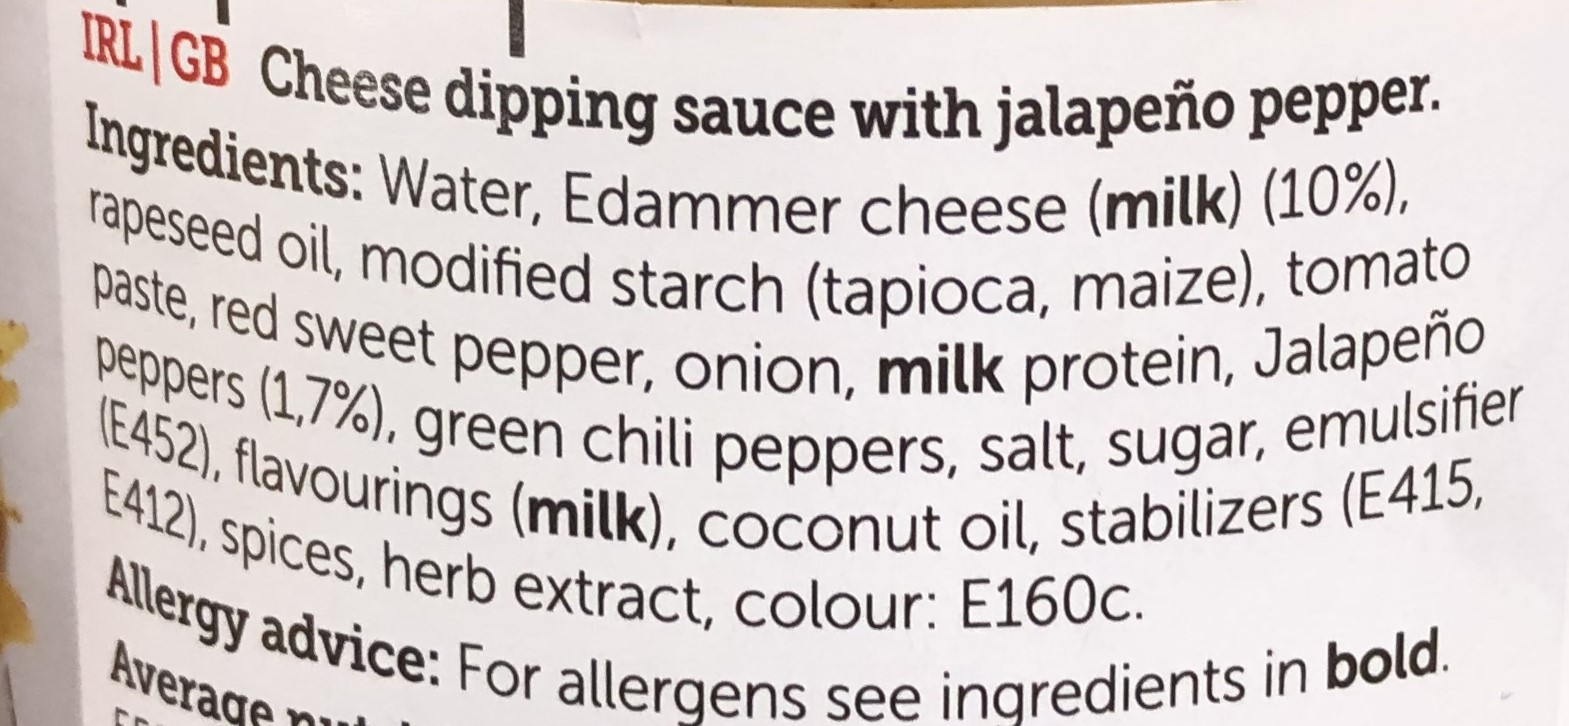 IRL|GB Cheese dipping sauce with jalapeño pepper.
Ingredients: Water, Edammer cheese (milk) (10%),
rapeseed oil, modified starch (tapioca, maize), tomato
paste, red sweet pepper, onion, milk protein, Jalapeño
peppers (1,7%), green chili peppers, salt, sugar, emulsifier
(E452), flavourings (milk), coconut oil, stabilizers (E415,
E412), spices, herb extract, colour: E160c.
Allergy advice: For allergens see ingredients in bold.
Average